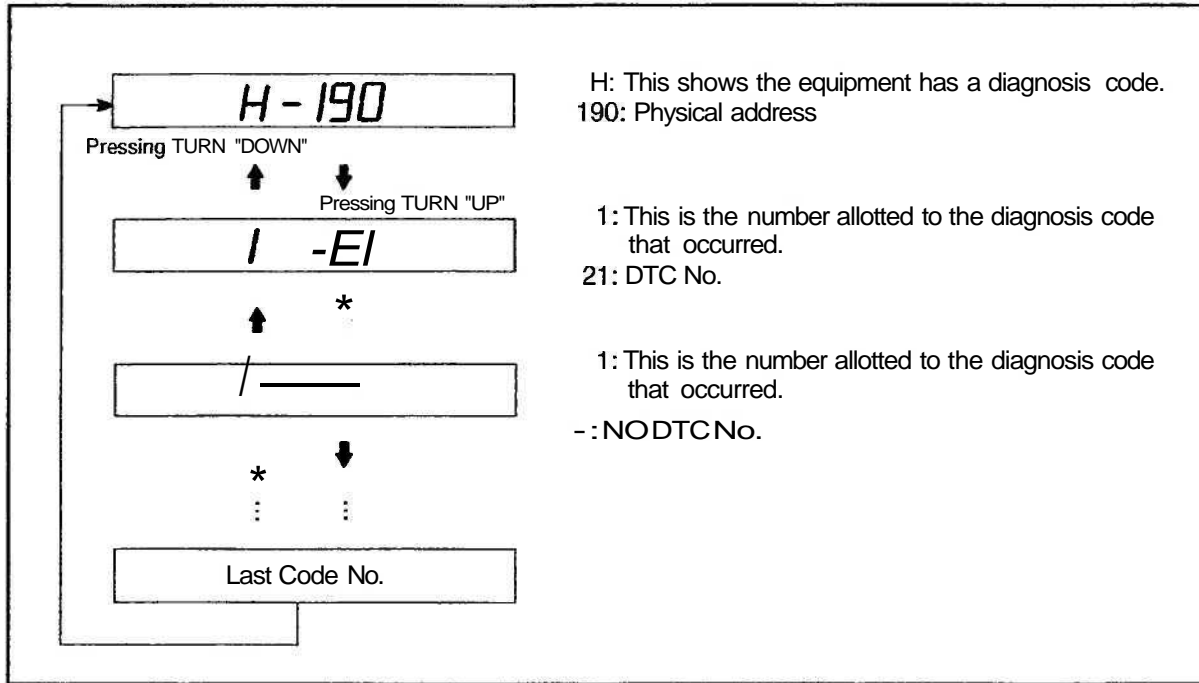 H-190
H: This shows the equipment has a diagnosis code.
190: Physical address
Pressing TURN "DOWN"
Pressing TURN "UP"
1 -E1
1: This is the number allotted to the diagnosis code
that occurred.
21: DTC No.
*
1: This is the number allotted to the diagnosis code
that occurred.
-: NO DTC No.
*
Last Code No.